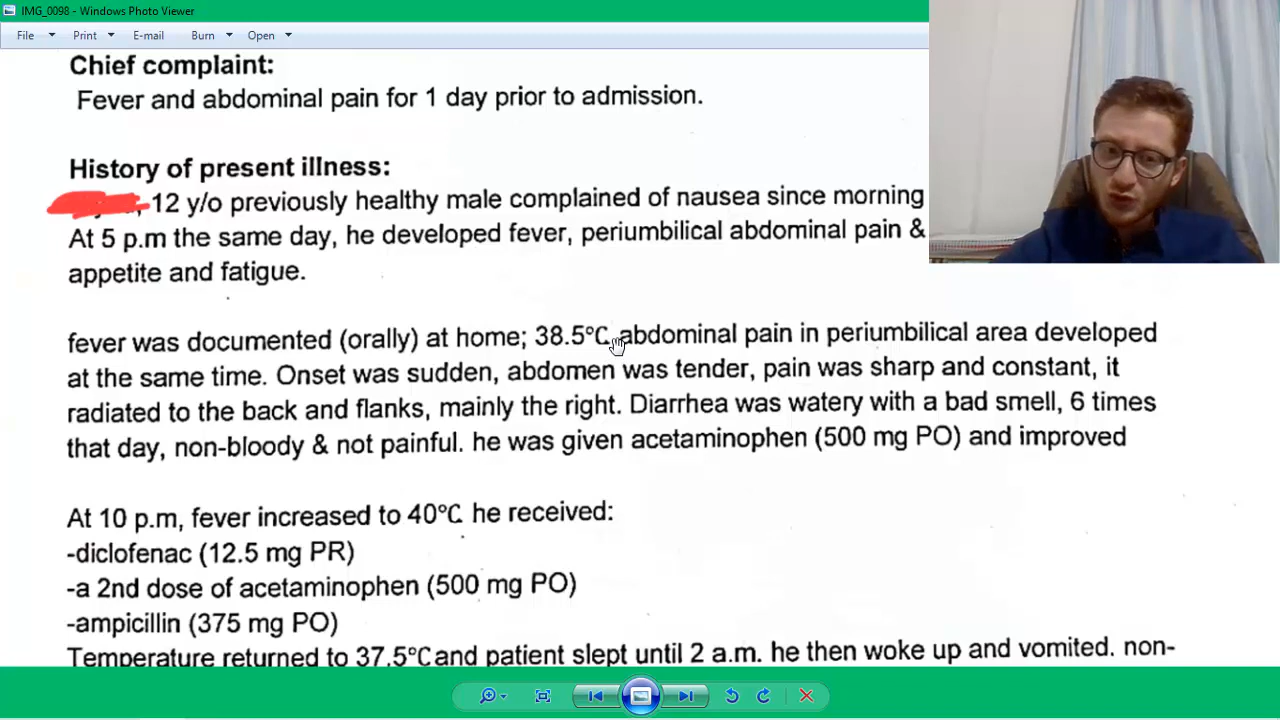 IMG_0098 - Windows Photo Viewer
File Print E-mail Burn Open
Chief complaint:
Fever and abdominal pain for 1 day prior to admission.
History of present illness:
12 y/o previously healthy male complained of nausea since morning
At 5 p.m the same day, he developed fever, periumbilical abdominal pain &
appetite and fatigue.
fever was documented (orally) at home; 38.5°C abdominal pain in periumbilical area developed
at the same time. Onset was sudden, abdomen was tender, pain was sharp and constant, it
radiated to the back and flanks, mainly the right. Diarrhea was watery with a bad smell, 6 times
that day, non-bloody & not painful. he was given acetaminophen (500 mg PO) and improved
At 10 p.m, fever increased to 40°C he received:
-diclofenac (12.5 mg PR)
-a 2nd dose of acetaminophen (500 mg PO)
-ampicillin (375 mg PO)
Temperature returned to 37.5°C and patient slept until 2 a.m. he then woke up and vomited. non-